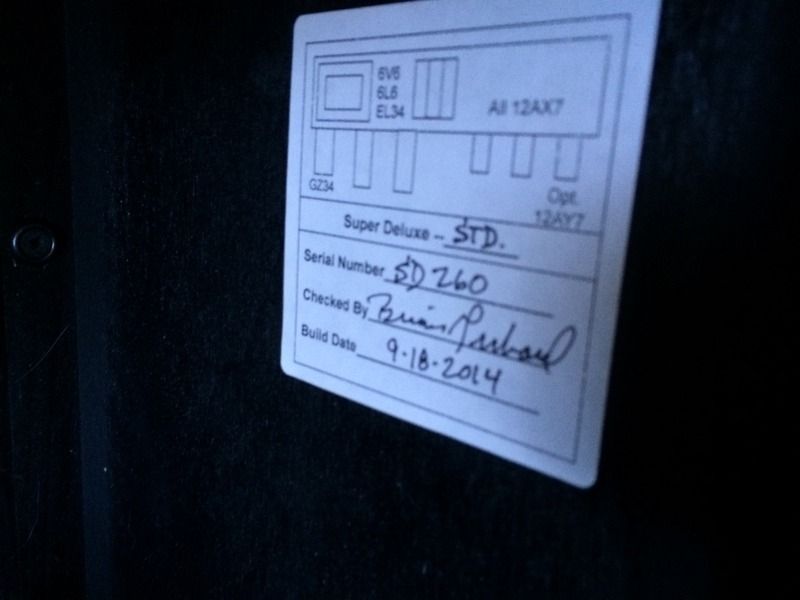 6V6
6L6
EL34
All 12AX7
GZ34
Opt.
12AY7
Super Deluxe -- STD.
Serial Number SD 260
Checked By Brian
Build Date 9-18-2014